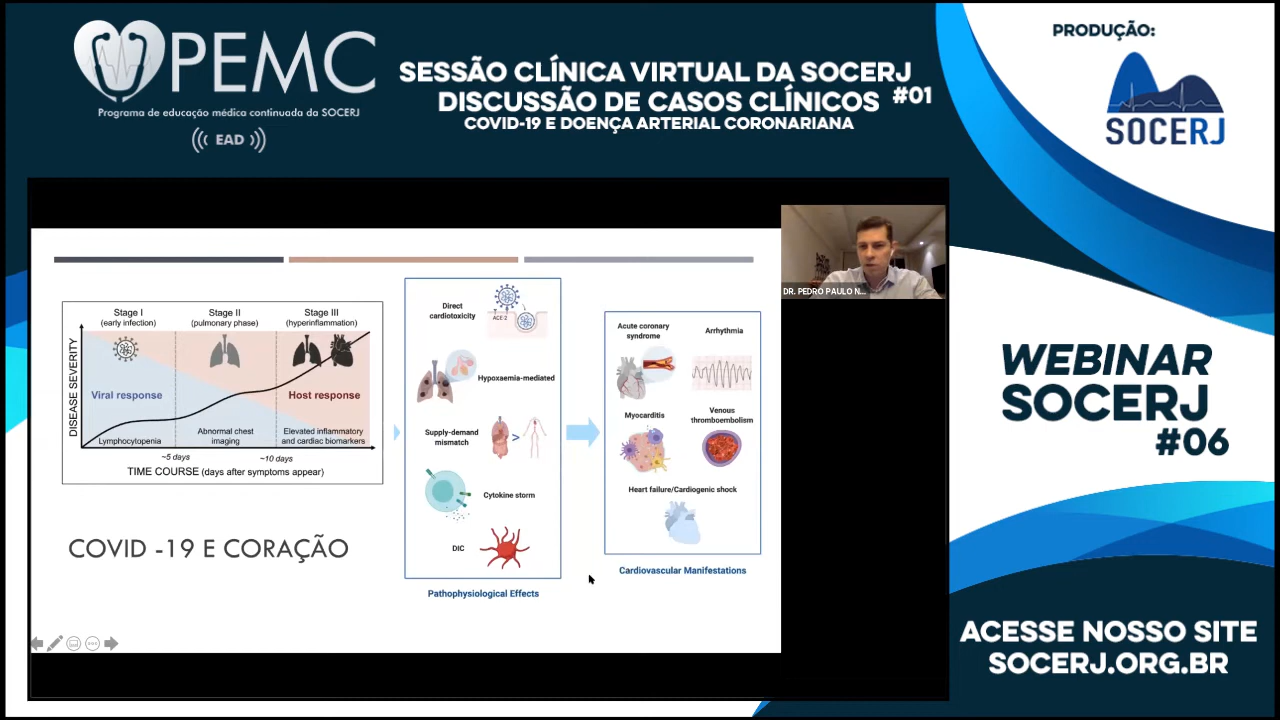 PEMC
Programa de educação médica continuada da SOCERJ
EAD
SESSÃO CLÍNICA VIRTUAL DA SOCERJ
DISCUSSÃO DE CASOS CLÍNICOS #01
COVID-19 E DOENÇA ARTERIAL CORONARIANA
PRODUÇÃO:
SOCERJ
DR. PEDRO PAULO N...
Stage I
(early infection)
Stage II
(pulmonary phase)
Stage III
(hyperinflammation)
DISEASE SEVERITY
Viral response
Host response
Lymphocytopenia
Abnormal chest
imaging
Elevated inflammatory
and cardiac biomarkers
~5 days
~10 days
TIME COURSE (days after symptoms appear)
COVID -19 E CORAÇÃO
Direct
cardiotoxicity
ACE 2
Hypoxaemia-mediated
Supply-demand
mismatch
>
Cytokine storm
DIC
Pathophysiological Effects
Acute coronary
syndrome
Arrhythmia
Myocarditis
Venous
thromboembolism
Heart failure/Cardiogenic shock
Cardiovascular Manifestations
WEBINAR
SOCERJ
#06
ACESSE NOSSO SITE
SOCERJ.ORG.BR